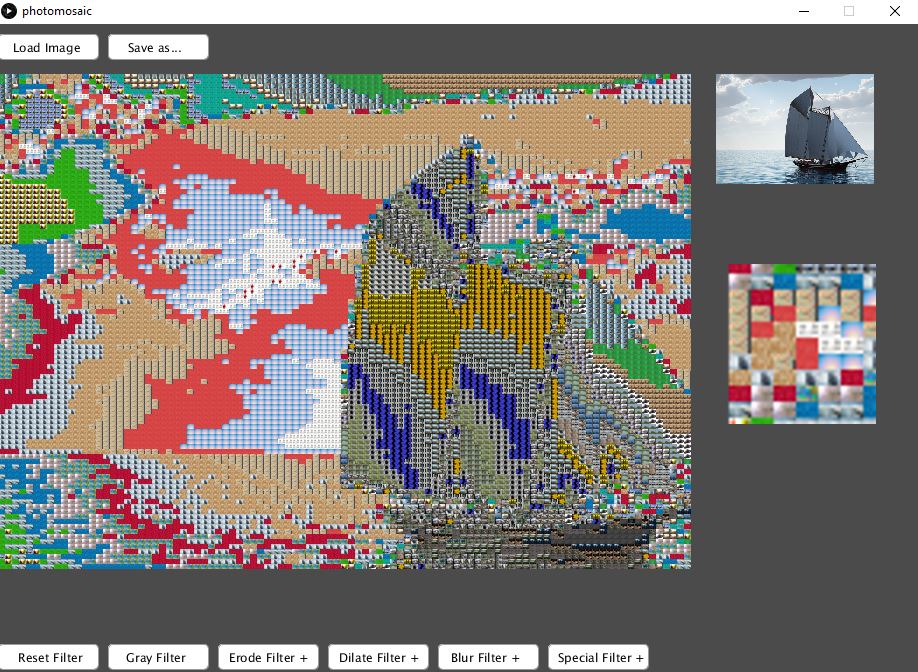 photomosaic
Load Image
Save as...
Reset Filter
Gray Filter
Erode Filter +
Dilate Filter +
Blur Filter +
Special Filter +